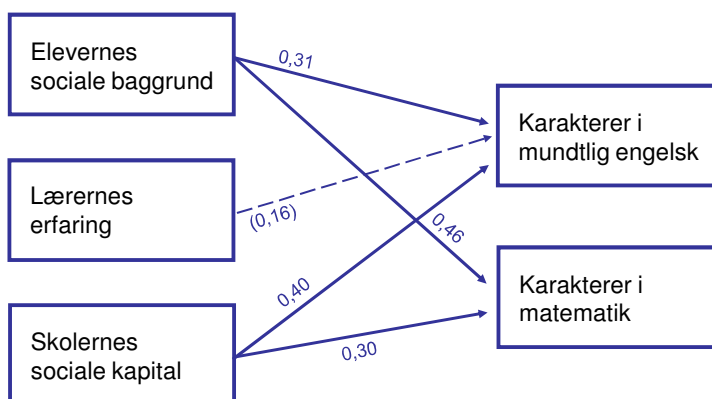 Elevernes
sociale baggrund
0,31
Karakterer i
mundtlig engelsk
Lærernes
erfaring
(0,16)
0,46
Karakterer i
matematik
0,40
Skolernes
sociale kapital
0,30